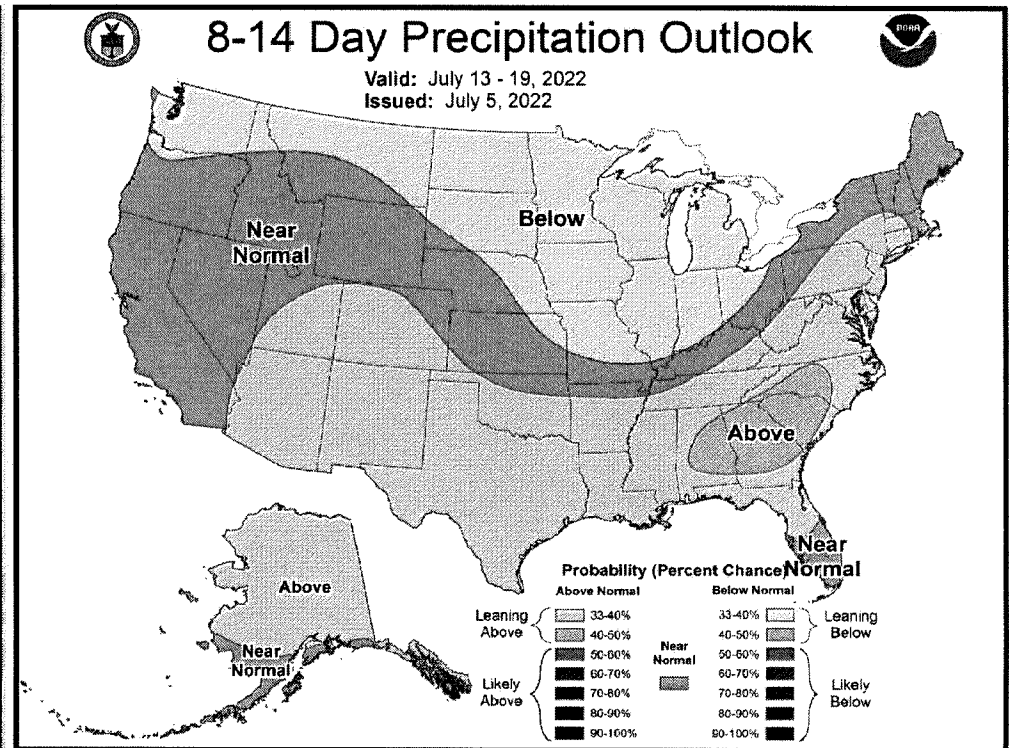 8-14 Day Precipitation Outlook
NOAA
Valid: July 13 - 19, 2022
Issued: July 5, 2022
Near
Normal
Below
Above
Near
Normal
Above
Near
Normal
Probability (Percent Chance)
Above Normal
Below Normal
Leaning
Above
33-40%
40-50%
Likely
Above
50-60%
60-70%
70-80%
80-90%
90-100%
Near
Normal
33-40%
40-50%
Leaning
Below
50-60%
60-70%
70-80%
80-90%
90-100%
Likely
Below